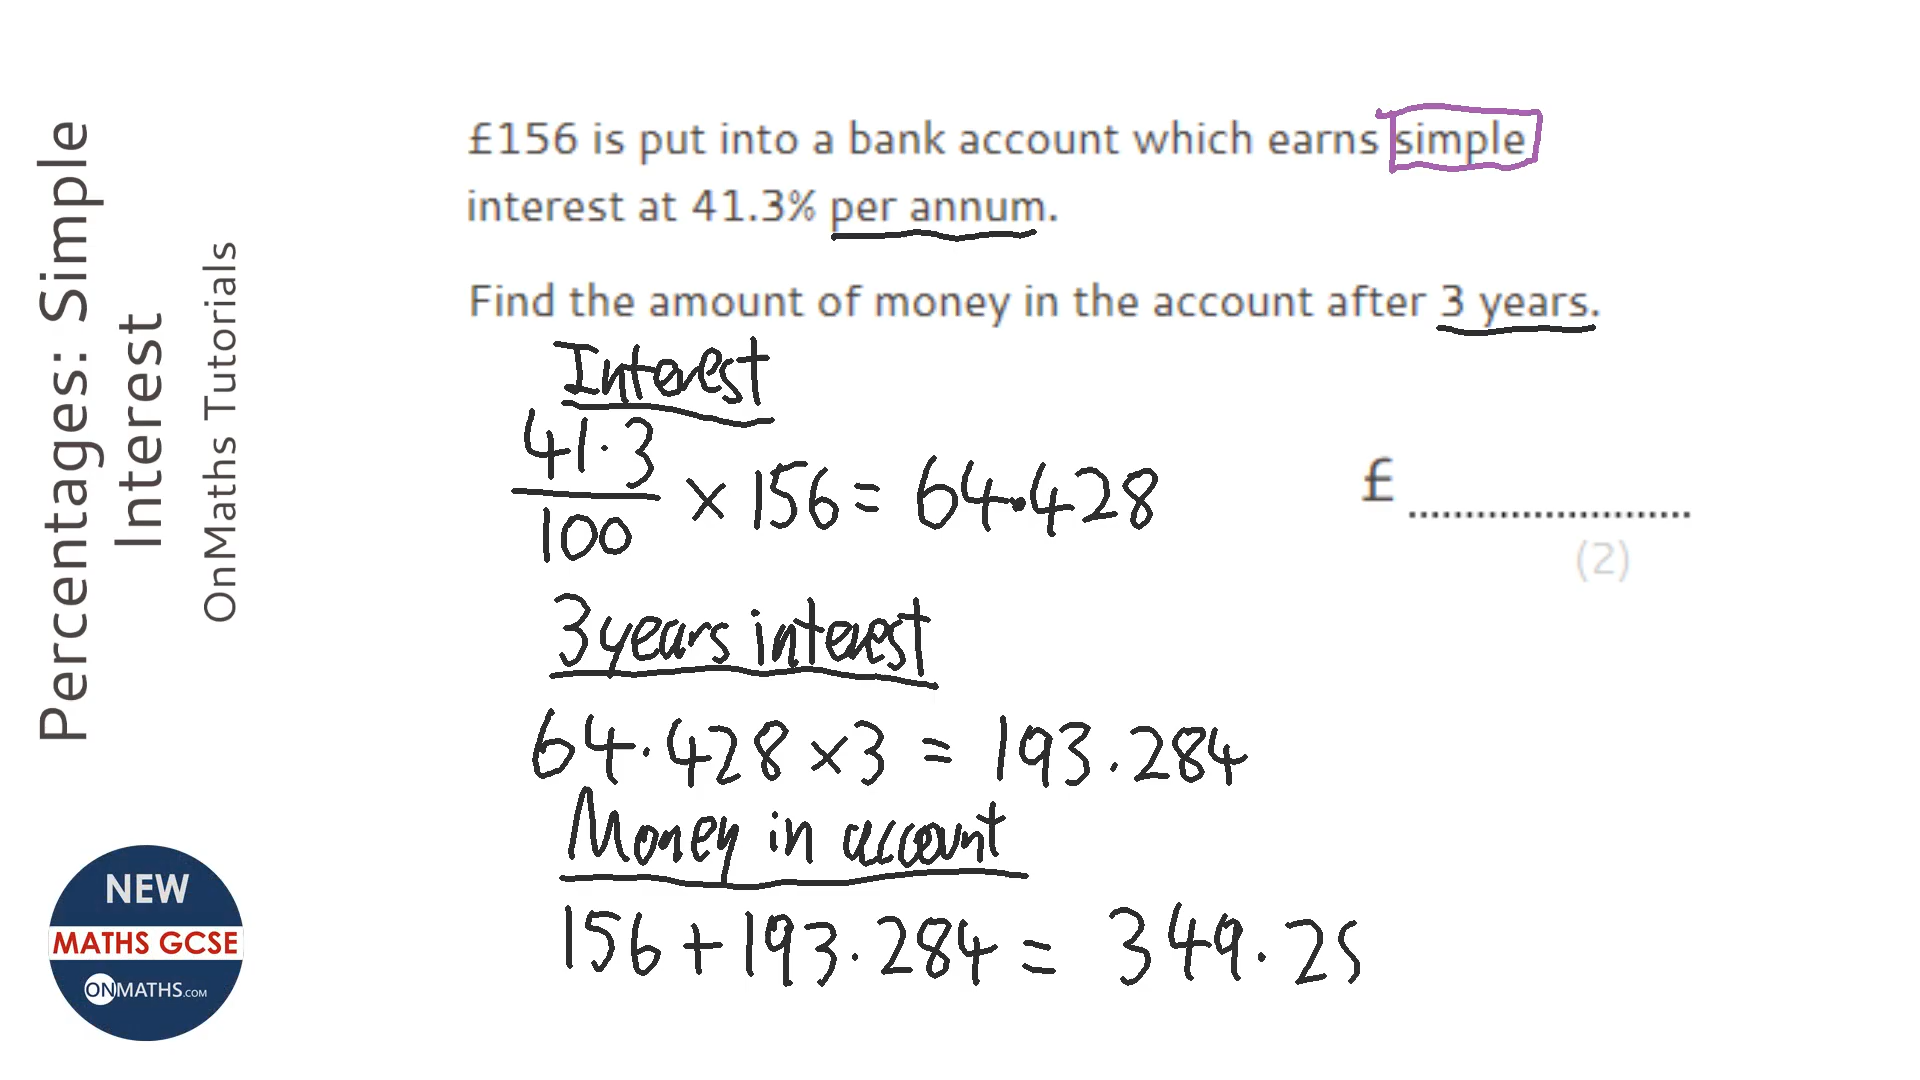 Percentages: Simple
Interest
OnMaths Tutorials
£156 is put into a bank account which earns simple
interest at 41.3% per annum.
Find the amount of money in the account after 3 years.
Interest
41.3
100
× 156 = 64.428
£ ........................
(2)
3 years interest
64.428 × 3 = 193.284
Money in account
156 + 193.284 = 349.2
NEW
MATHS GCSE
ONMATHS.COM